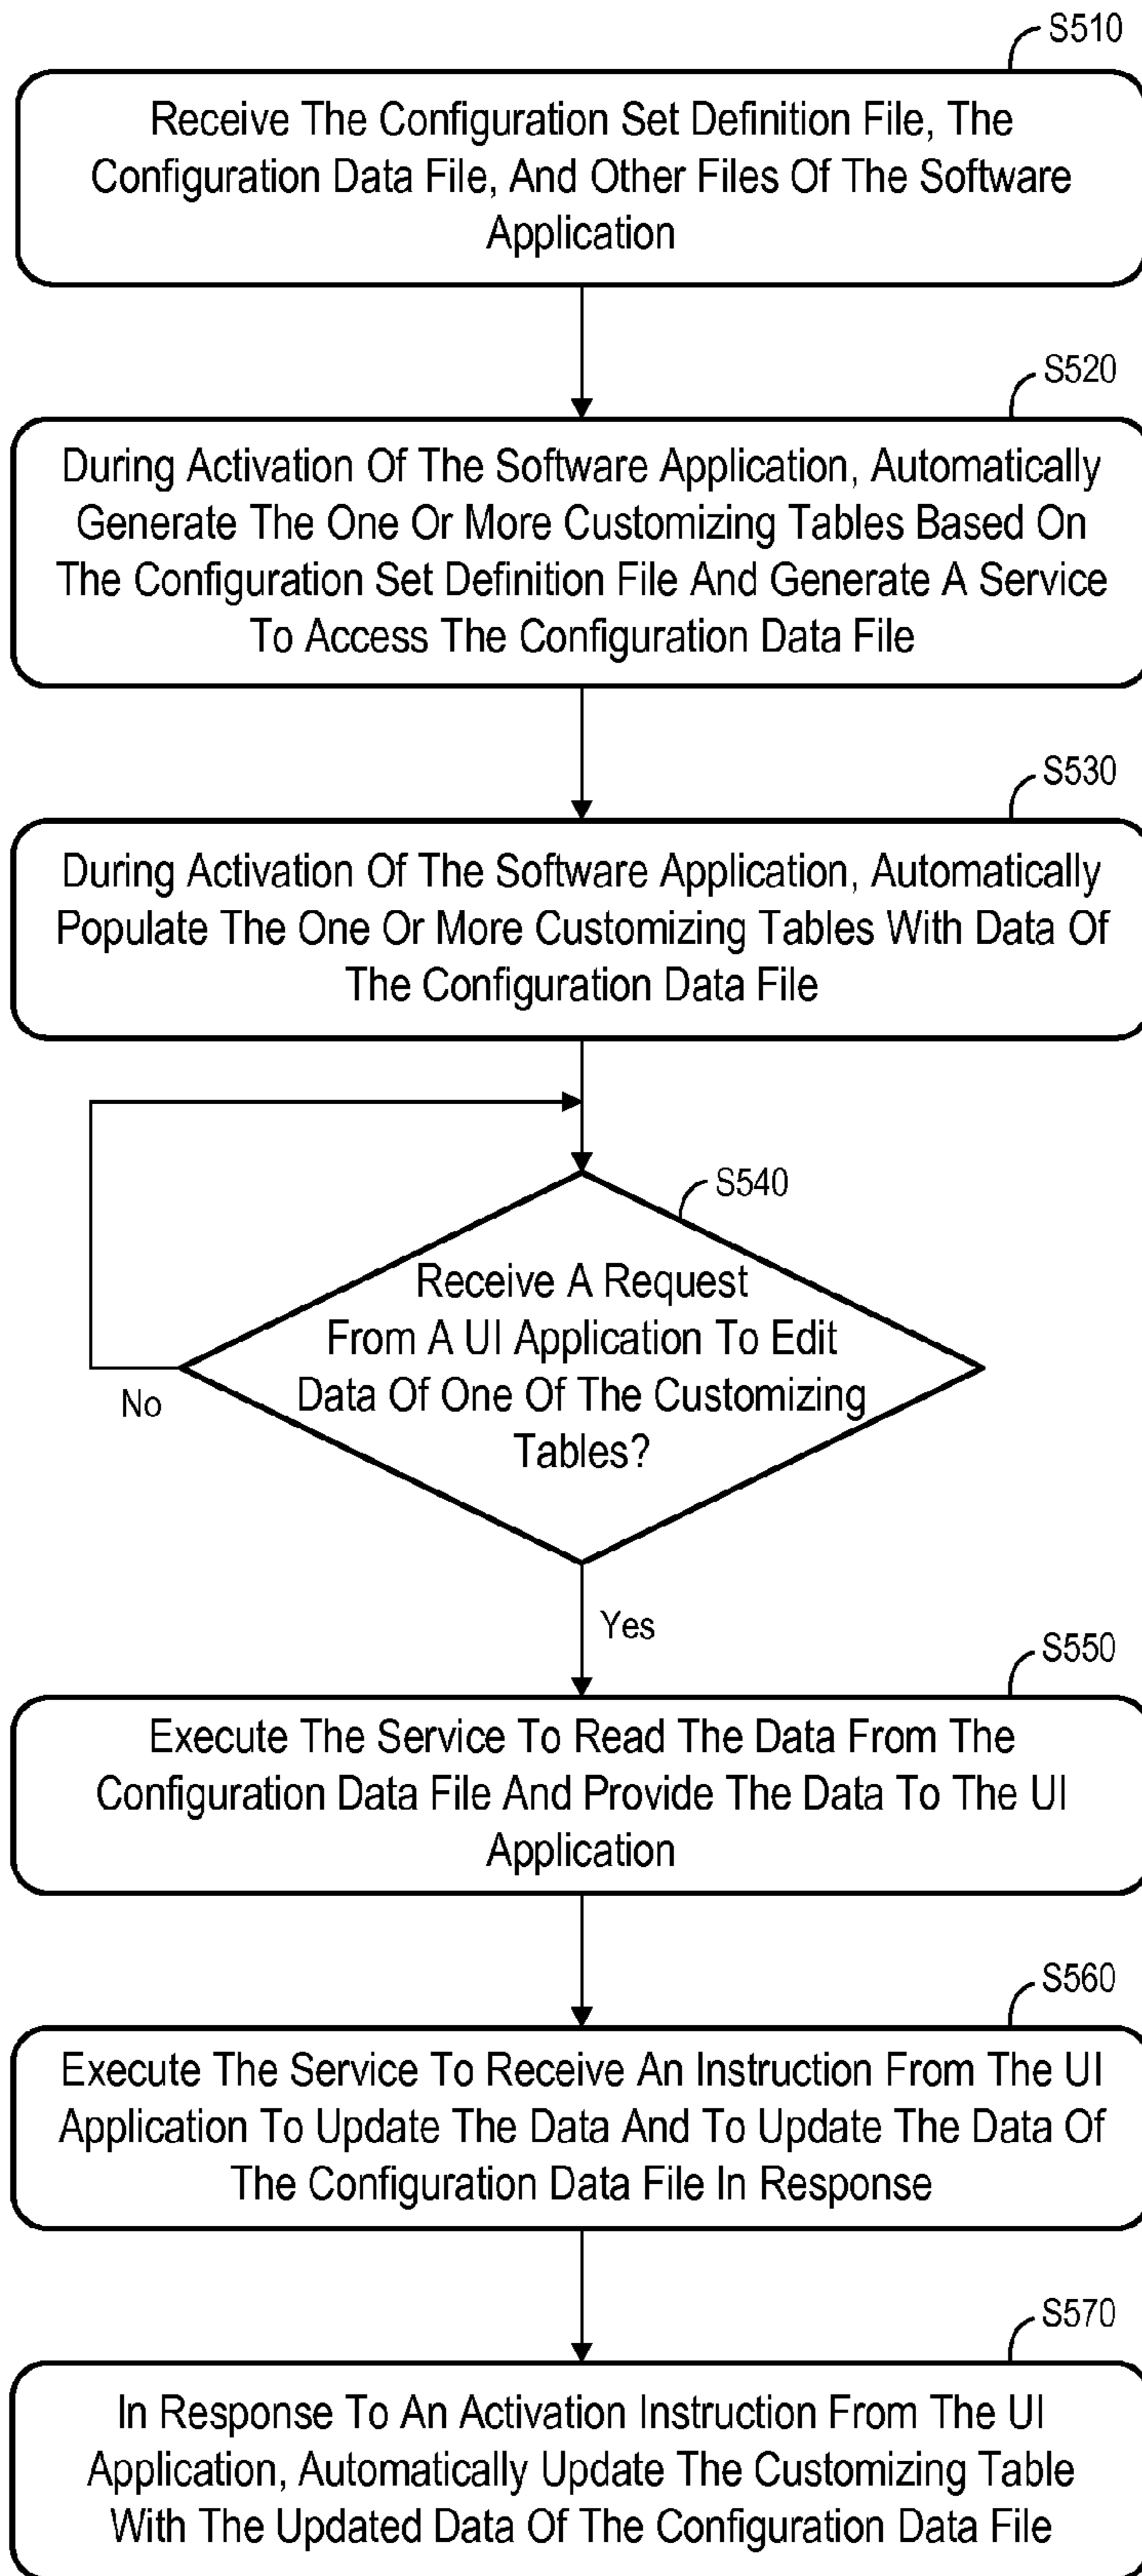 S510
Receive The Configuration Set Definition File, The
Configuration Data File, And Other Files Of The Software
Application
S520
During Activation Of The Software Application, Automatically
Generate The One Or More Customizing Tables Based On
The Configuration Set Definition File And Generate A Service
To Access The Configuration Data File
S530
During Activation Of The Software Application, Automatically
Populate The One Or More Customizing Tables With Data Of
The Configuration Data File
S540
Receive A Request
From A UI Application To Edit
Data Of One Of The Customizing
Tables?
No
Yes
S550
Execute The Service To Read The Data From The
Configuration Data File And Provide The Data To The UI
Application
S560
Execute The Service To Receive An Instruction From The UI
Application To Update The Data And To Update The Data Of
The Configuration Data File In Response
S570
In Response To An Activation Instruction From The UI
Application, Automatically Update The Customizing Table
With The Updated Data Of The Configuration Data File